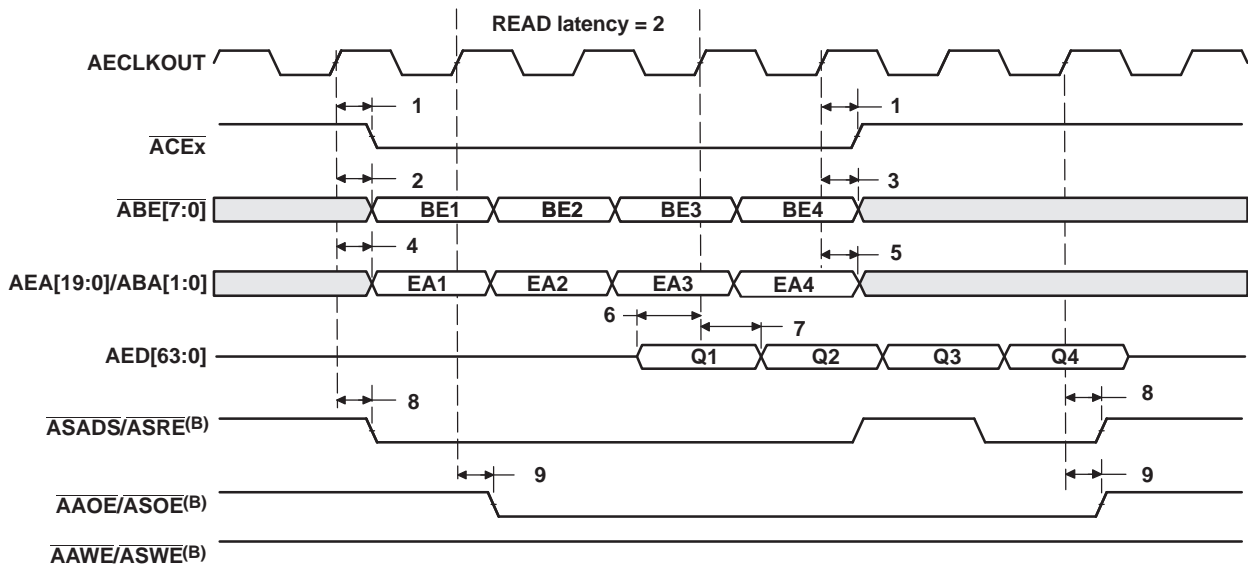 READ latency = 2
AECLKOUT
1 1
ACEx
2 3
ABE[7:0] BE1 BE2 BE3 BE4
4 5
AEA[19:0]/ABA[1:0] EA1 EA2 EA3 EA4
6 7
AED[63:0] Q1 Q2 Q3 Q4
8 8
ASADS/ASRE(B)
9 9
AAOE/ASOE(B)
AAWE/ASWE(B)